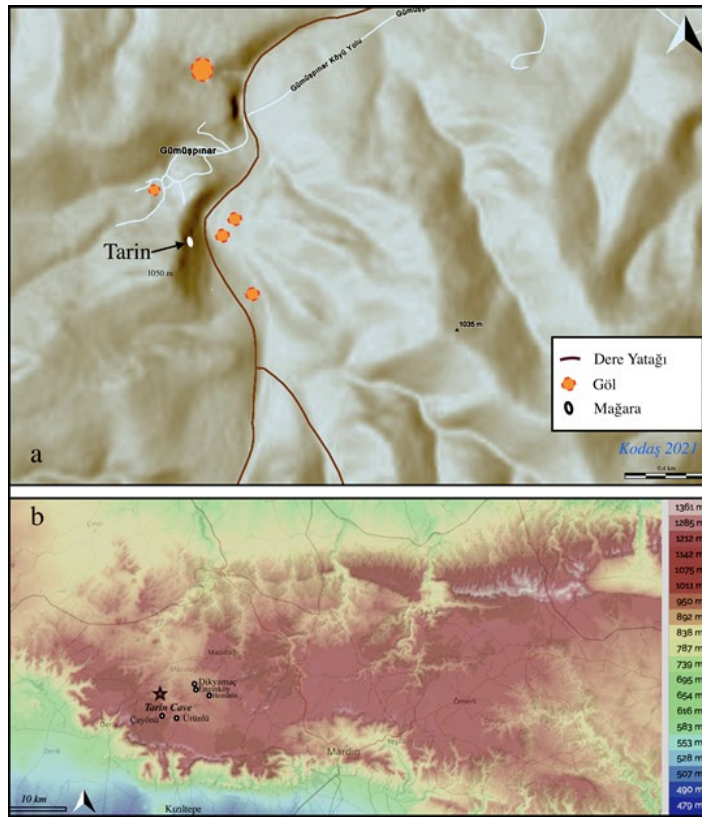 Gümüşpınar Köyü Yolu
Gümüşpınar
Tarin
1050 m
1035 m
Dere Yatağı
Göl
Mağara
a
Kodaş 2021
0.4 km
b
1361 m
1285 m
1212 m
1142 m
1075 m
1011 m
950 m
892 m
838 m
787 m
739 m
695 m
654 m
616 m
583 m
553 m
528 m
507 m
490 m
479 m
Mazıdağ
Dikyamaç
Tarin Cave
Çayönü
Ürünlü
Ömerli
Mardin
Derik
10 km
Kızıltepe